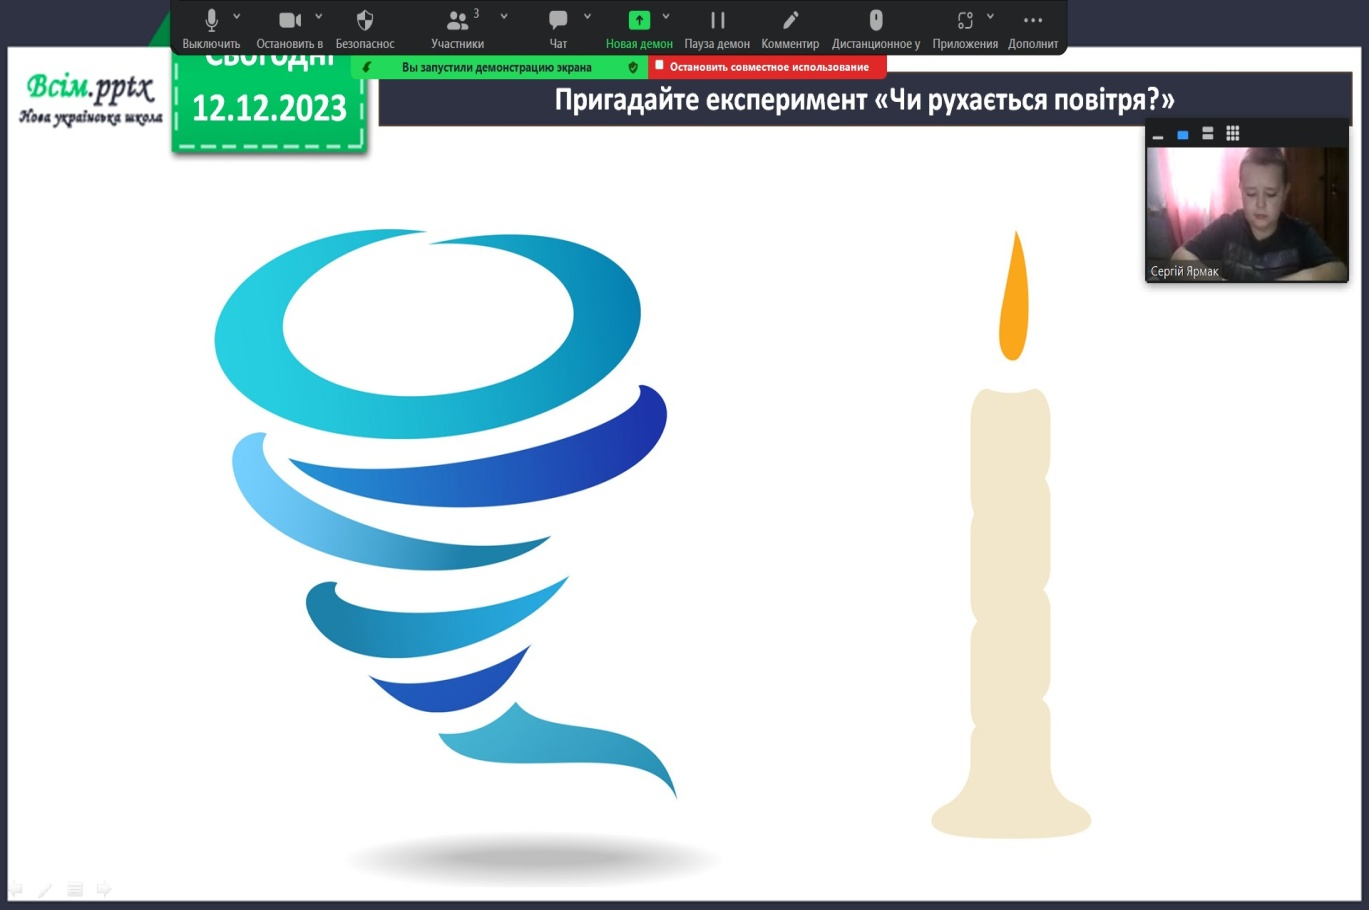 3
Выключить Остановить в Безопаснос Участники Чат Новая демон Пауза демон Комментир Дистанционное у Приложения Дополнит
Вы запустили демонстрацию экрана Остановить совместное использование
Всім.pptx
Нова українська школа
Сьогодні
12.12.2023
Пригадайте експеримент «Чи рухається повітря?»
Сергій Ярмак